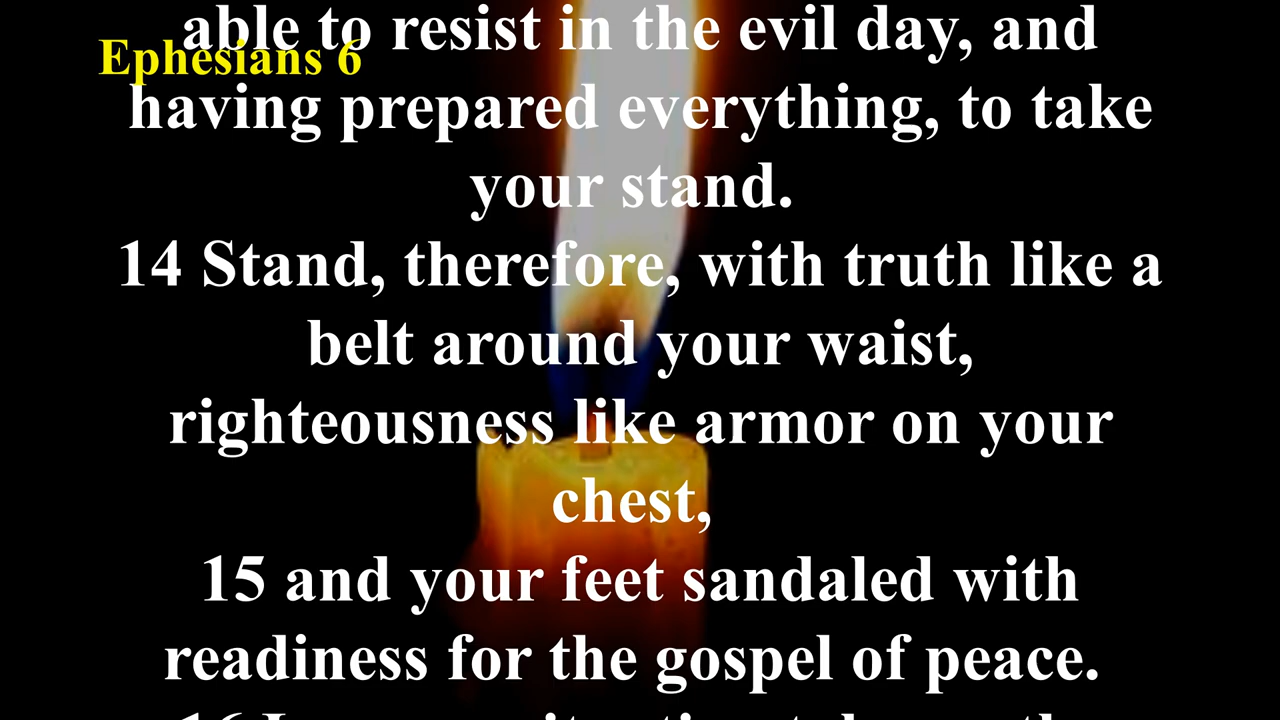 able to resist in the evil day, and
Ephesians 6
having prepared everything, to take
your stand.
14 Stand, therefore, with truth like a
belt around your waist,
righteousness like armor on your
chest,
15 and your feet sandaled with
readiness for the gospel of peace.